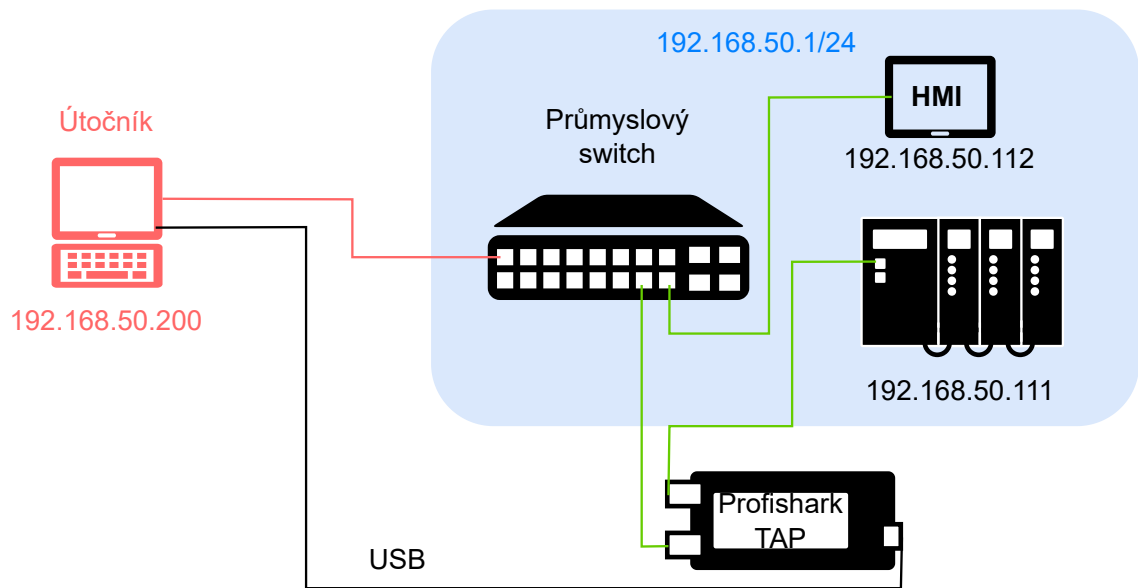 192.168.50.1/24
Útočník
192.168.50.200
Průmyslový
switch
HMI
192.168.50.112
192.168.50.111
Profishark
TAP
USB